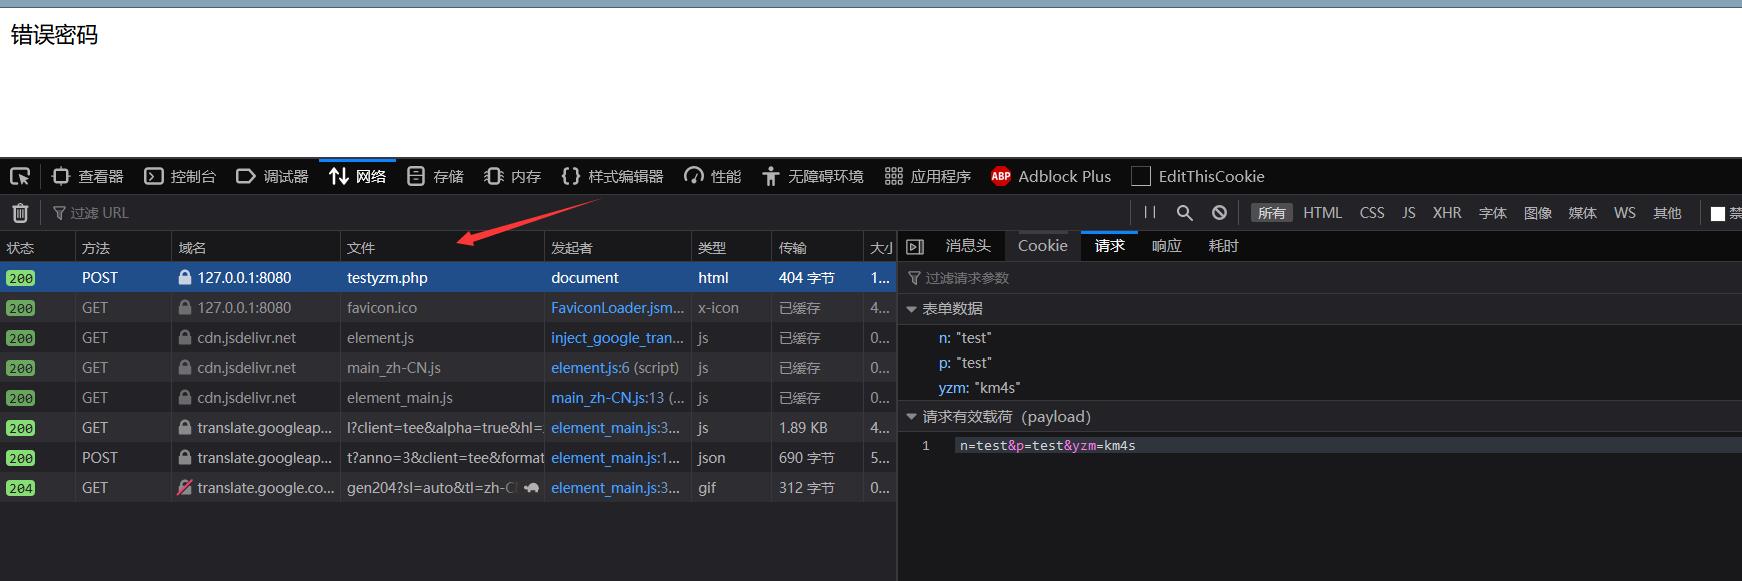 错误密码
查看器 控制台 调试器 网络 存储 内存 样式编辑器 性能 无障碍环境 应用程序 ABP Adblock Plus EditThisCookie
过滤 URL 所有 HTML CSS JS XHR 字体 图像 媒体 WS 其他 禁
状态 方法 域名 文件 发起者 类型 传输 大小
200 POST 127.0.0.1:8080 testyzm.php document html 404 字节 1...
200 GET 127.0.0.1:8080 favicon.ico FaviconLoader.jsm... x-icon 已缓存 4...
200 GET cdn.jsdelivr.net element.js inject_google_tran... js 已缓存 0...
200 GET cdn.jsdelivr.net main_zh-CN.js element.js:6 (script) js 已缓存 0...
200 GET cdn.jsdelivr.net element_main.js main_zh-CN.js:13 (... js 已缓存 0...
200 GET translate.googleap... l?client=tee&alpha=true&hl= element_main.js:3... js 1.89 KB 4...
200 POST translate.googleap... t?anno=3&client=tee&format element_main.js:1... json 690 字节 5...
204 GET translate.google.co... gen204?sl=auto&tl=zh-C element_main.js:3... gif 312 字节 0...
消息头 Cookie 请求 响应 耗时
过滤请求参数
表单数据
n: "test"
p: "test"
yzm: "km4s"
请求有效载荷（payload）
1 n=test&p=test&yzm=km4s